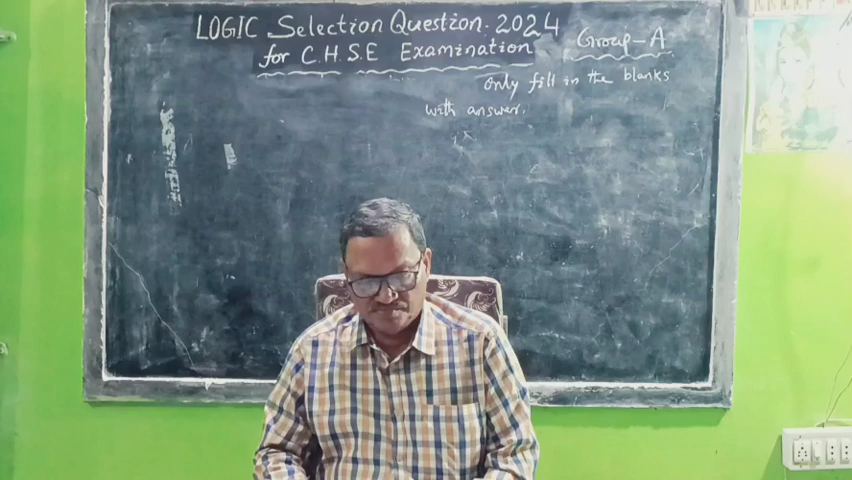 LOGIC Selection Question. 2024
for C.H.S.E Examination
Group-A
only fill in the blanks
with answer.